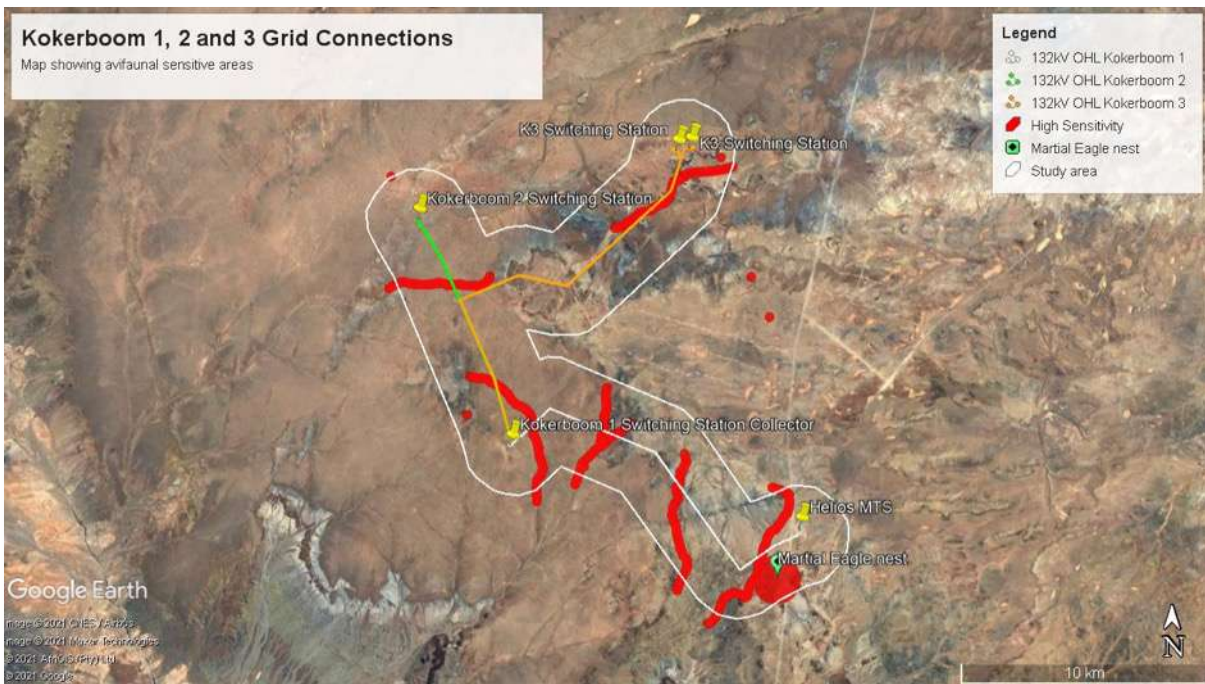 Kokerboom 1, 2 and 3 Grid Connections
Map showing avifaunal sensitive areas
Legend
132kV OHL Kokerboom 1
132kV OHL Kokerboom 2
132kV OHL Kokerboom 3
High Sensitivity
Martial Eagle nest
Study area
K3 Switching Station
K3 Switching Station
Kokerboom 2 Switching Station
Kokerboom 1 Switching Station Collector
Helios MTS
Martial Eagle nest
Google Earth
mage © 2021 CNES / Airbus
mage © 2021 Maxar Technologies
© 2021 AfriGIS (Pty) Ltd.
© 2021 Google
N
10 km